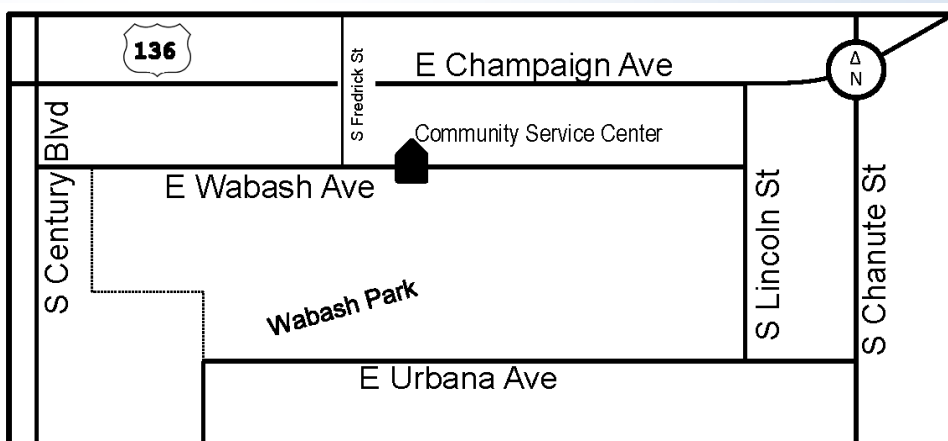 136
S Fredrick St
E Champaign Ave
Δ
N
S Century Blvd
Community Service Center
E Wabash Ave
S Lincoln St
S Chanute St
Wabash Park
E Urbana Ave